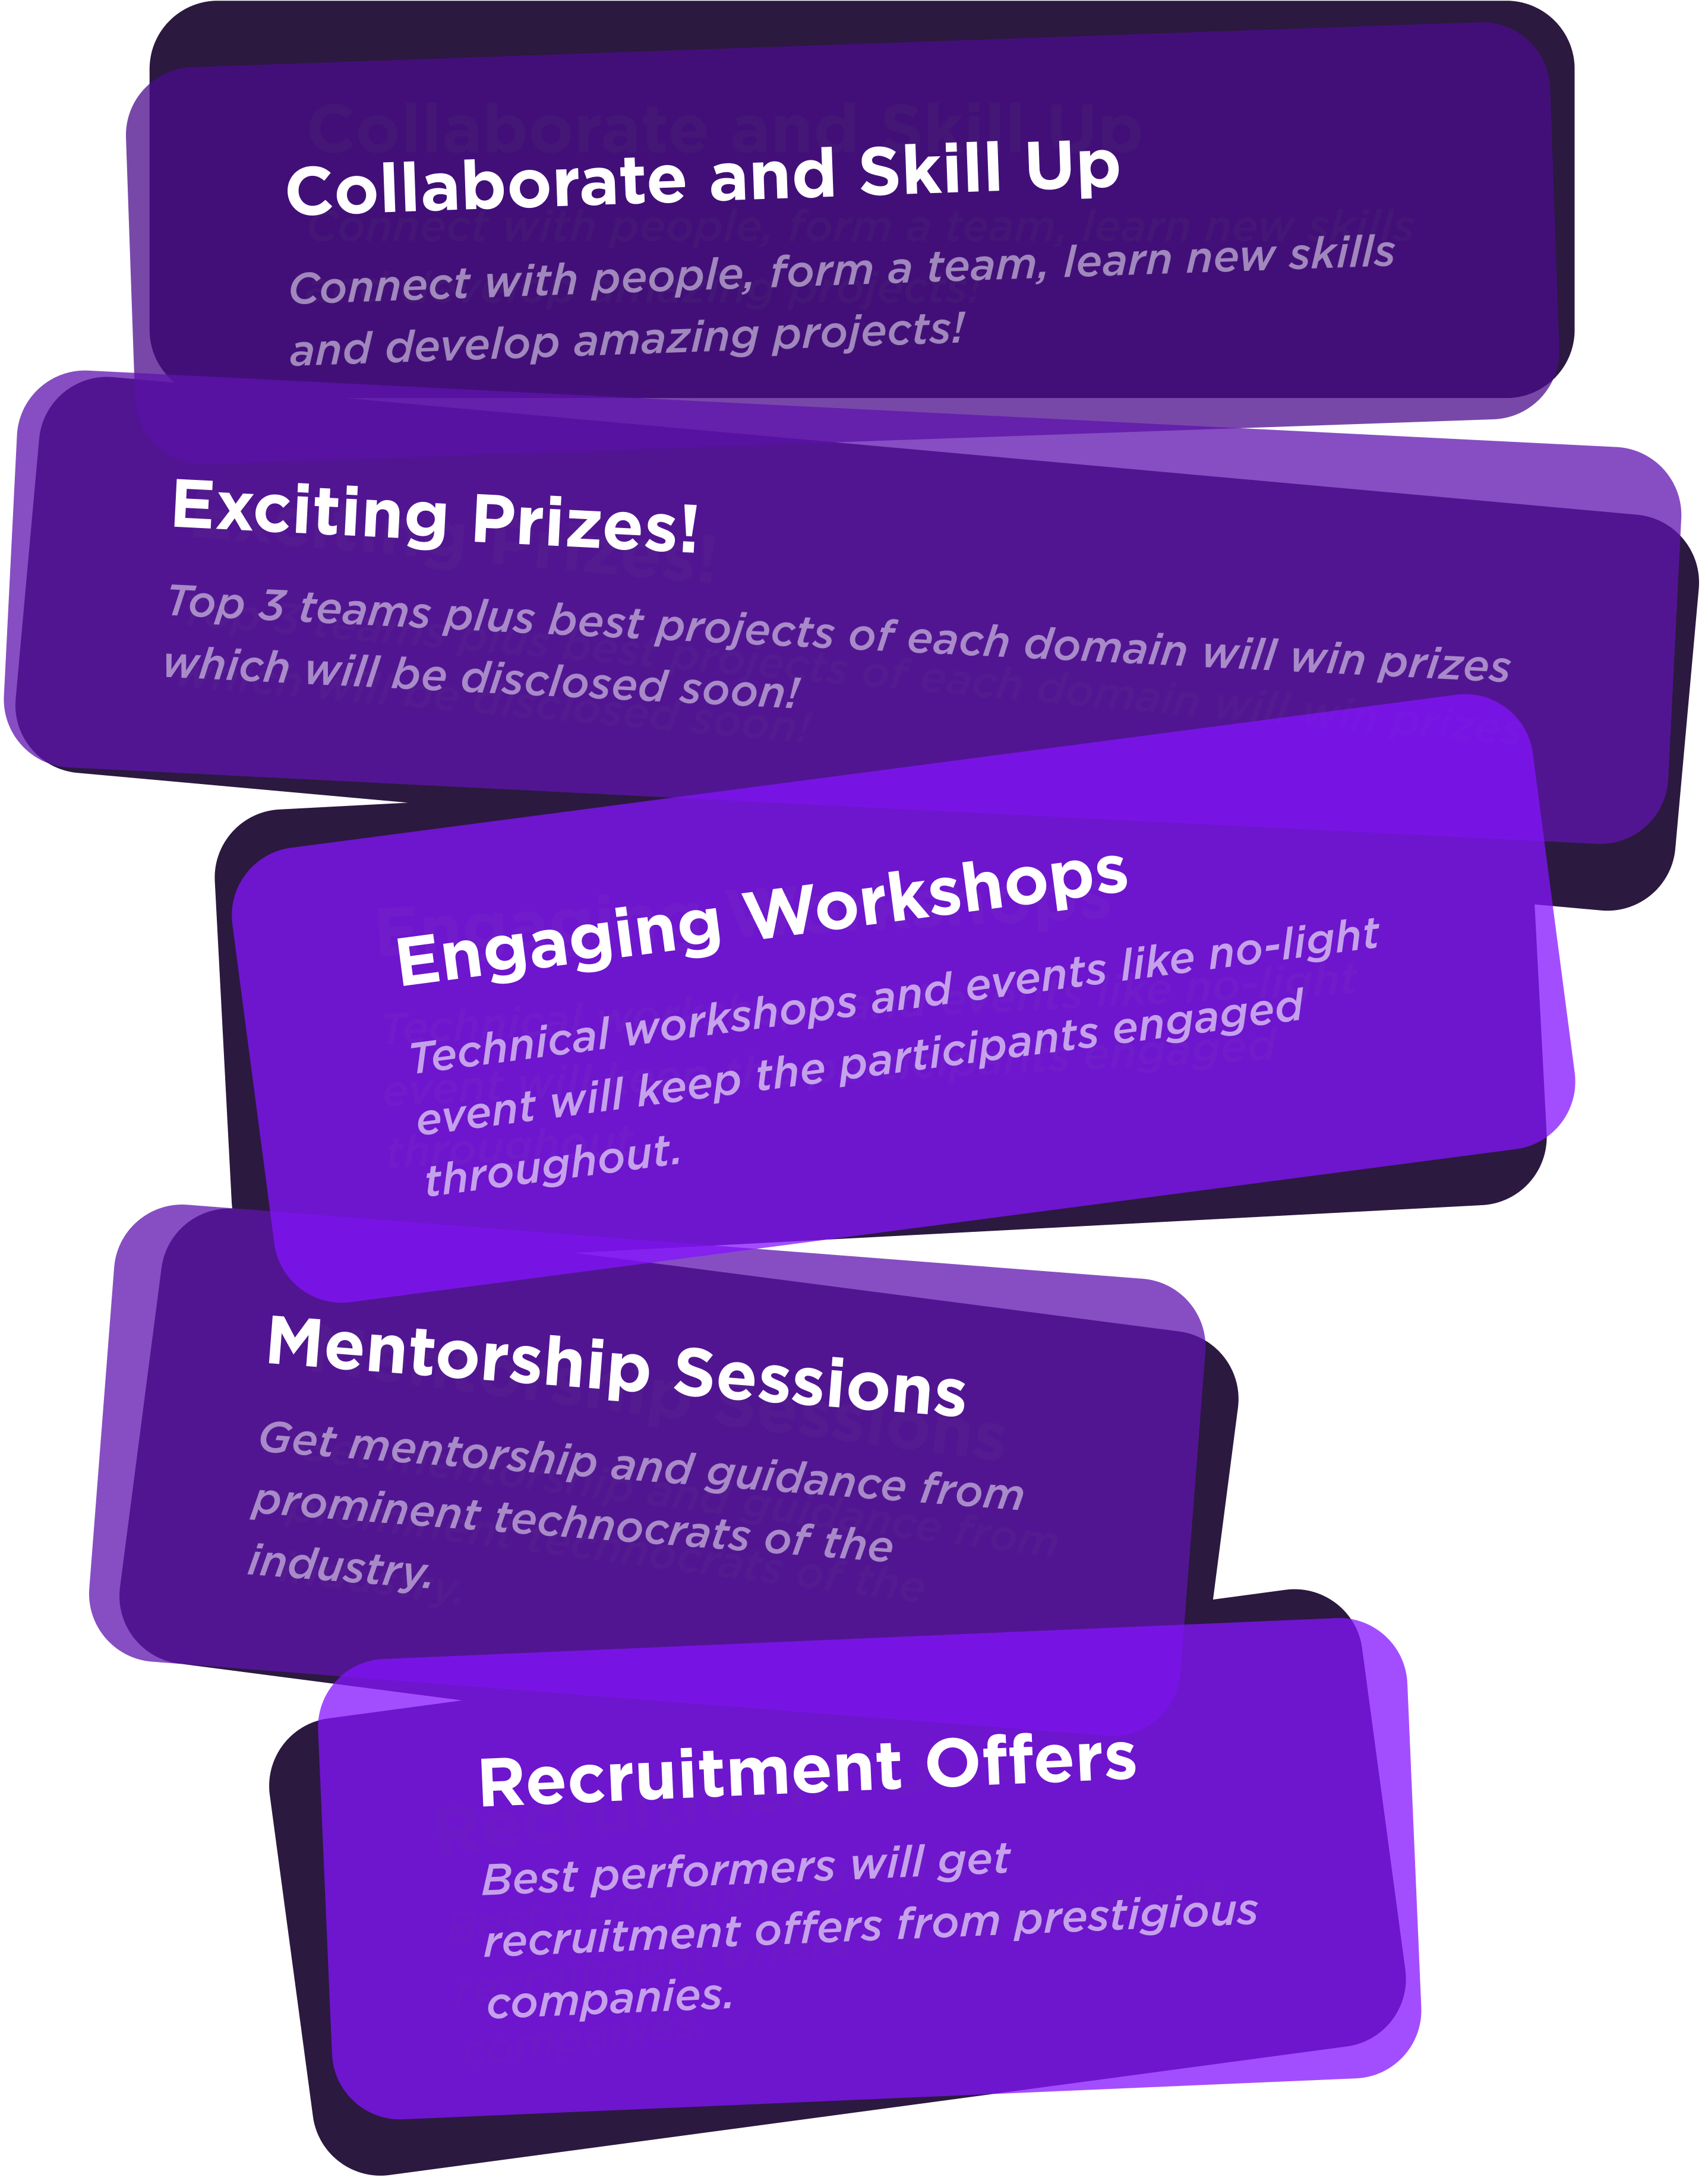 Collaborate and Skill Up
Connect with people, form a team, learn new skills
and develop amazing projects!
Exciting Prizes!
Top 3 teams plus best projects of each domain will win prizes
which will be disclosed soon!
Engaging Workshops
Technical workshops and events like no-light
event will keep the participants engaged
throughout.
Mentorship Sessions
Get mentorship and guidance from
prominent technocrats of the
industry.
Recruitment Offers
Best performers will get
recruitment offers from prestigious
companies.